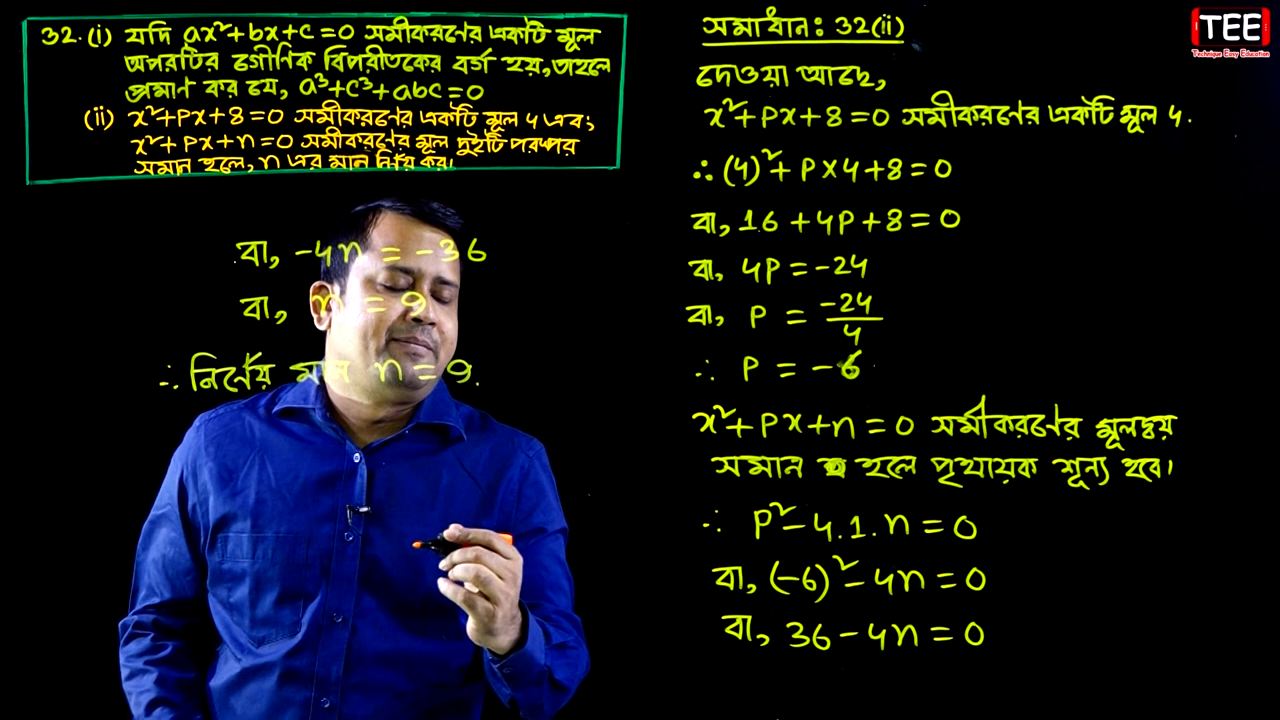 32. (i) যদি ax²+bx+c=0 সমীকরণের একটি মূল
অপরটির যৌগিক বিপরীতকের বর্গ হয়, তাহলে
প্রমাণ কর যে, a³+c³+abc=0
(ii) x²+px+8=0 সমীকরণের একটি মূল 4 এবং
x²+px+n=0 সমীকরণের মূল দুইটি পরস্পর
সমান হলে, n এর মান নির্ণয় কর।
সমাধান: 32(ii)
দেওয়া আছে,
x²+px+8=0 সমীকরণের একটি মূল 4.
∴ (4)²+P×4+8=0
বা, 16+4P+8=0
বা, 4P=-24
বা, P = -24/4
∴ P = -6
x²+px+n=0 সমীকরণের মূলদ্বয়
সমান হলে পৃথায়ক শূন্য হবে।
∴ P²-4.1.n=0
বা, (-6)²-4n=0
বা, 36-4n=0
বা, -4n = -36
বা, n = 9
∴ নির্ণেয় মান n = 9.
TEE
Technique Easy Education